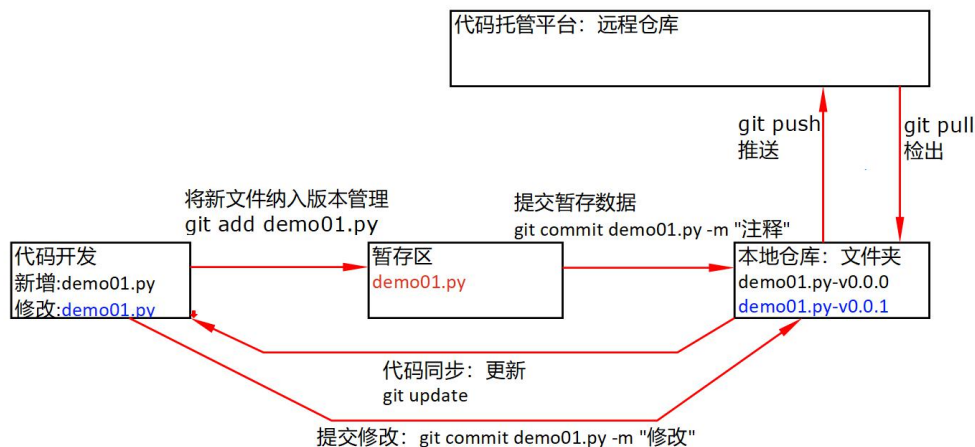 代码托管平台：远程仓库
git push
推送
git pull
检出
将新文件纳入版本管理
git add demo01.py
提交暂存数据
git commit demo01.py -m "注释"
代码开发
新增:demo01.py
修改:demo01.py
暂存区
demo01.py
本地仓库：文件夹
demo01.py-v0.0.0
demo01.py-v0.0.1
代码同步：更新
git update
提交修改：git commit demo01.py -m "修改"